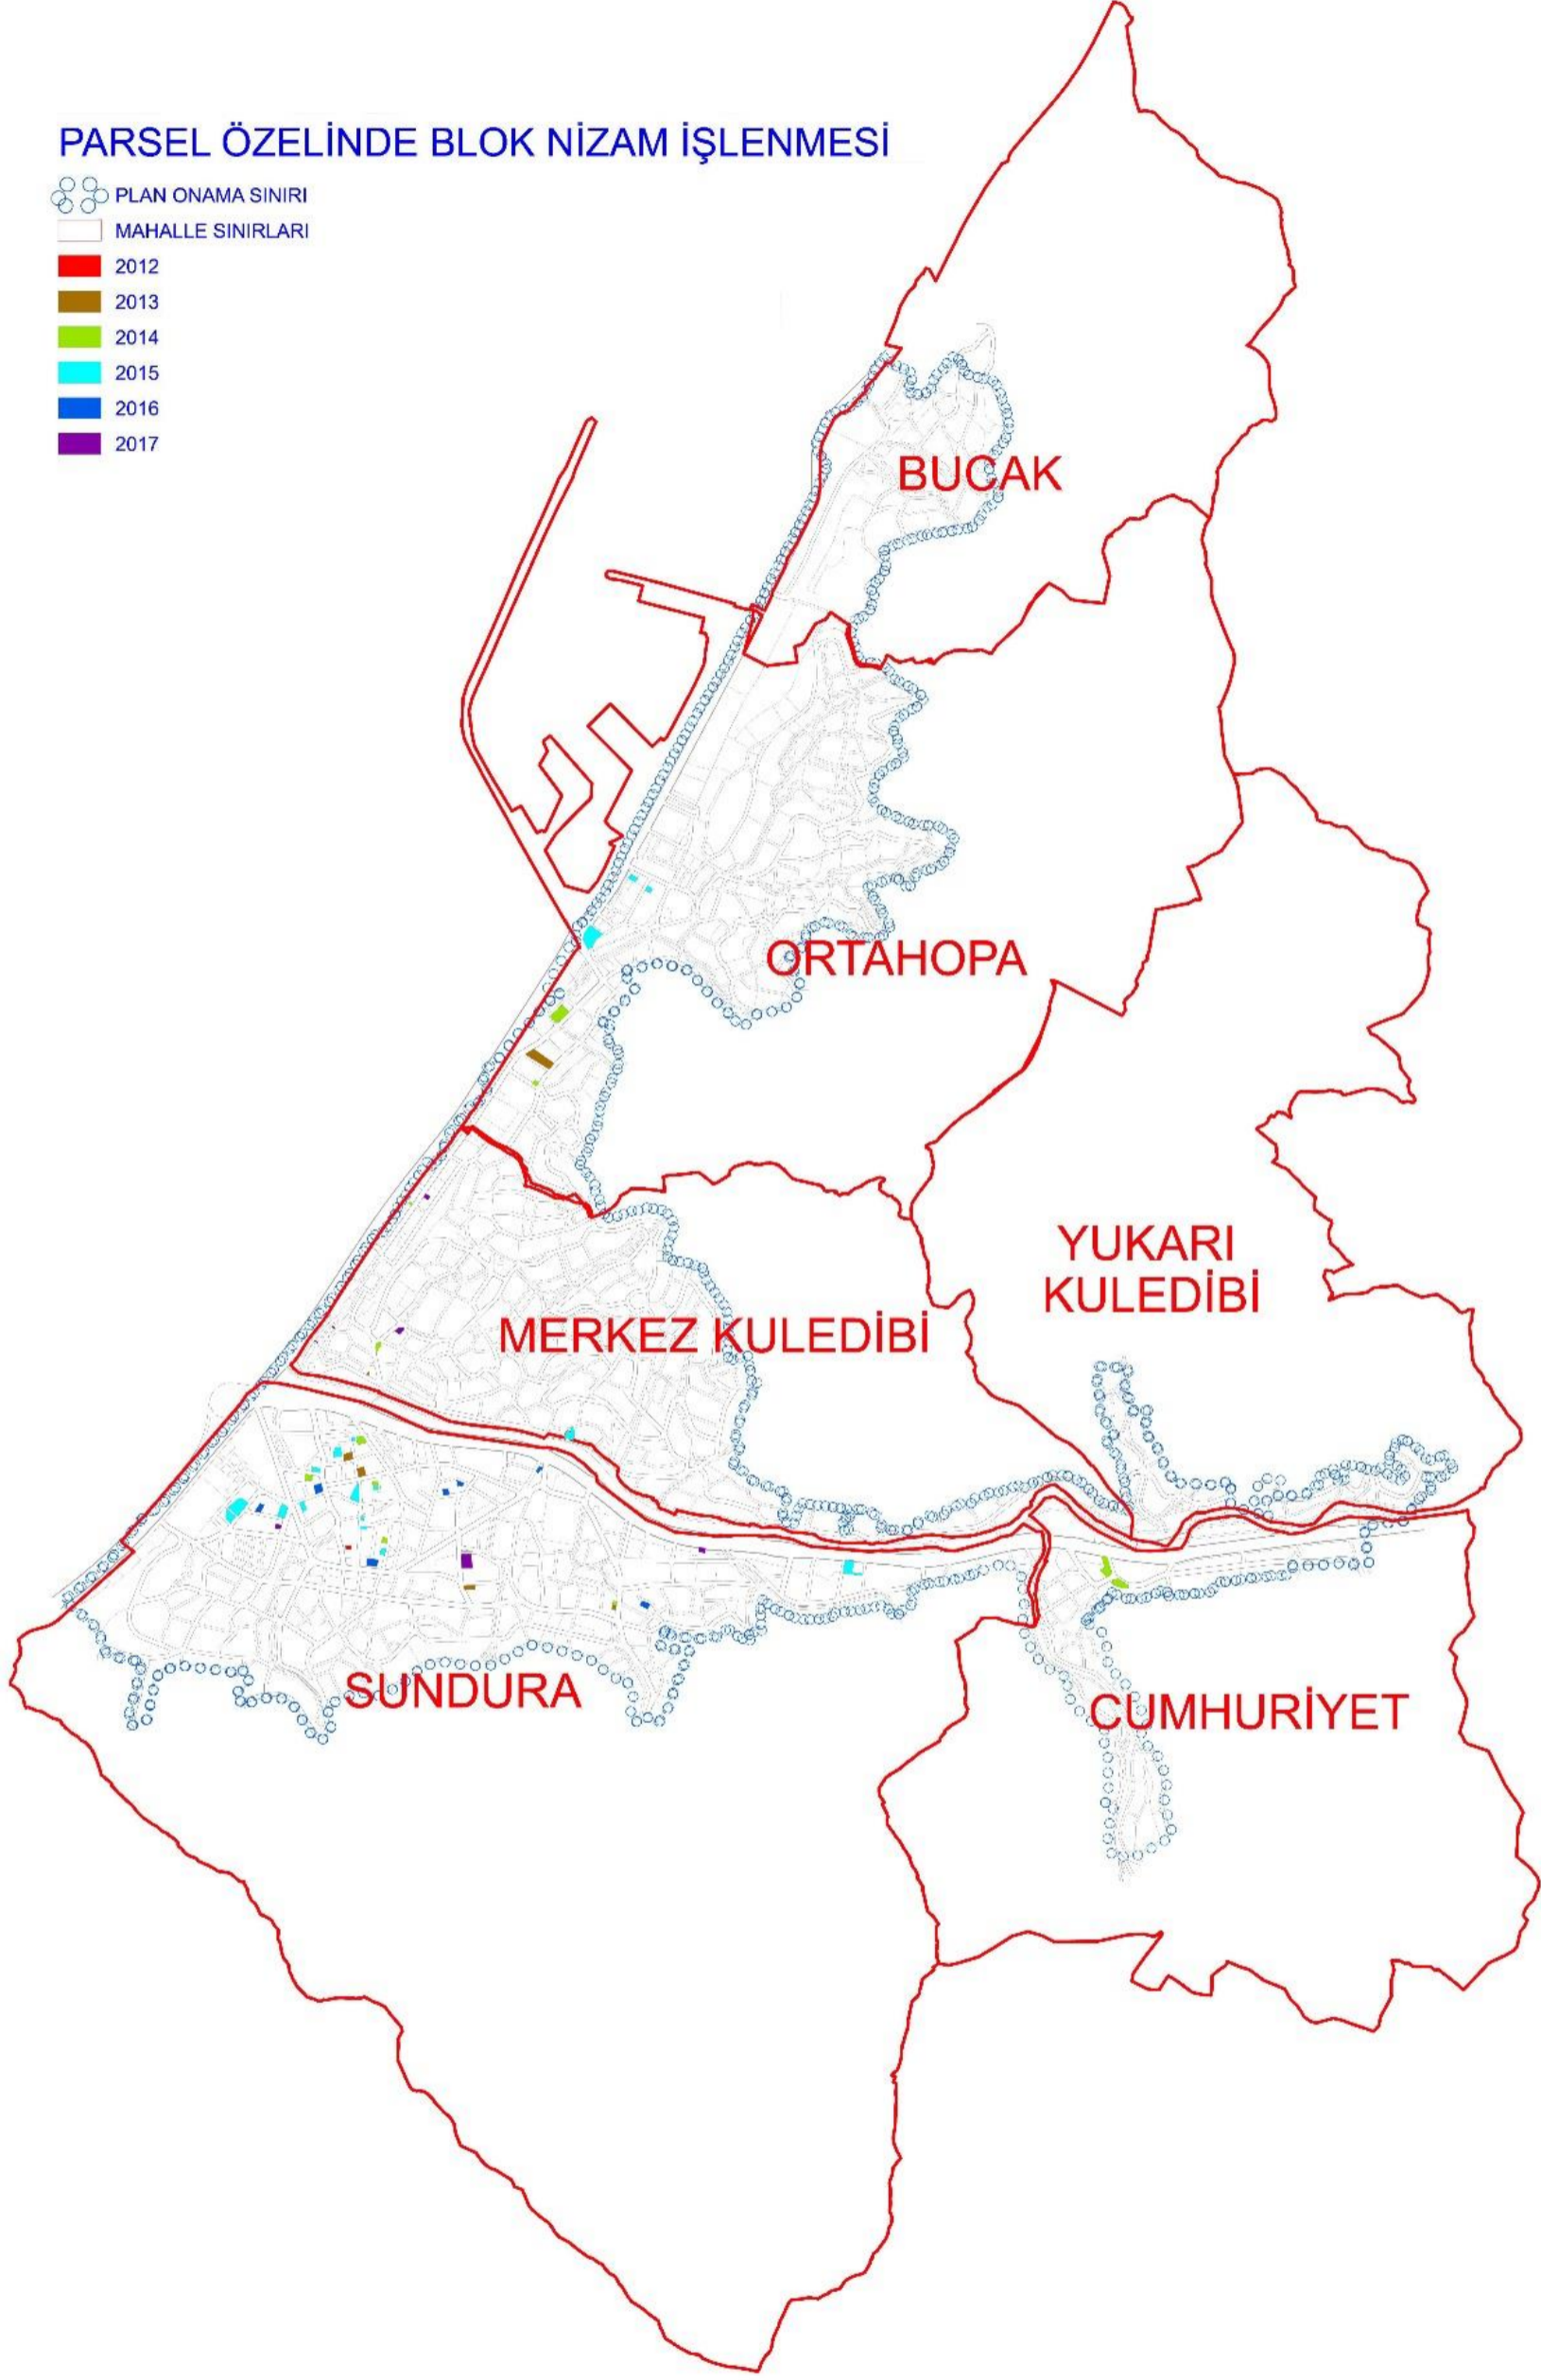 PARSEL ÖZELİNDE BLOK NİZAM İŞLENMESİ
PLAN ONAMA SINIRI
MAHALLE SINIRLARI
2012
2013
2014
2015
2016
2017
BUCAK
ORTAHOPA
YUKARI
KULEDİBİ
MERKEZ KULEDİBİ
SUNDURA
CUMHURİYET